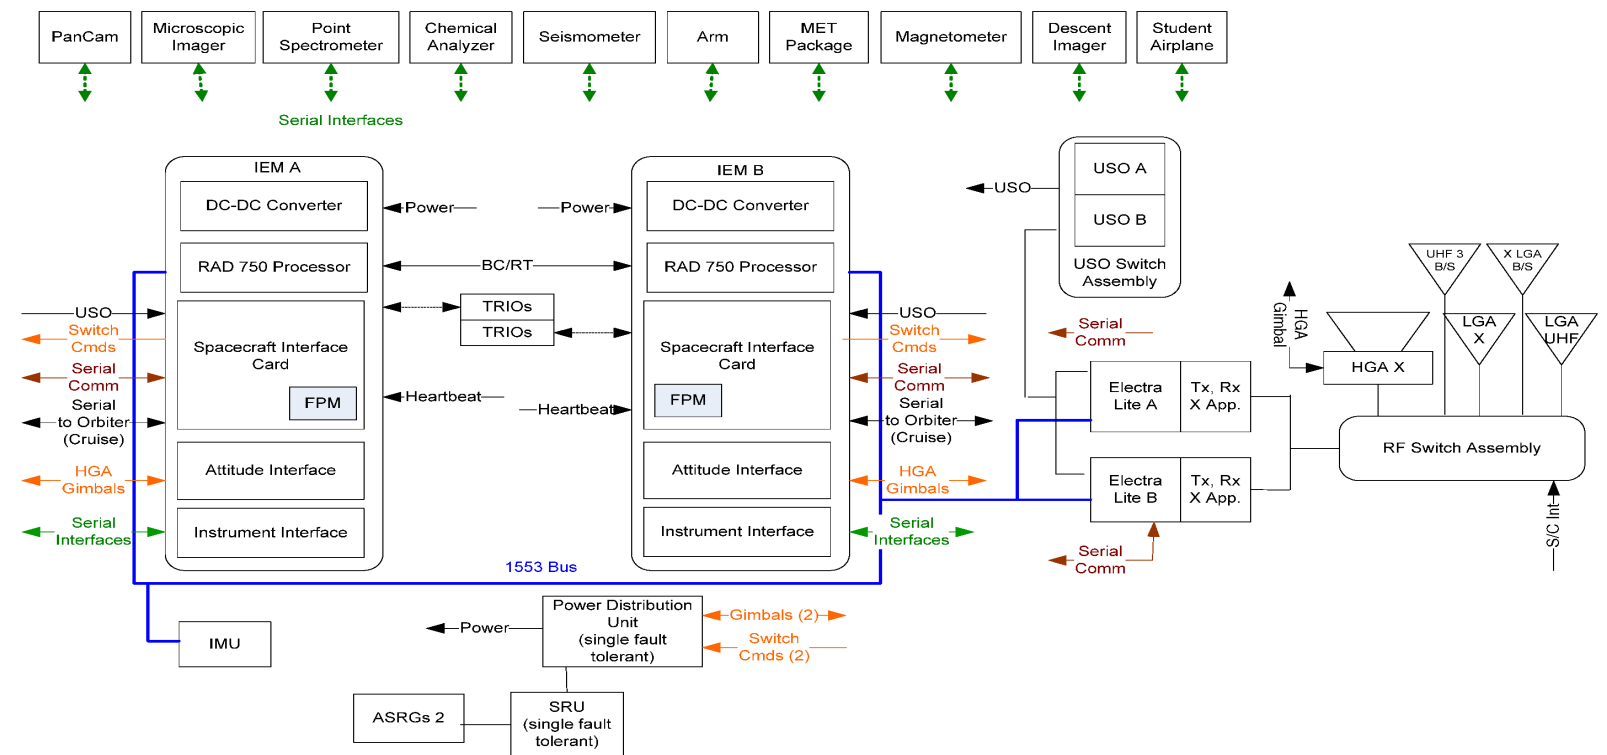 PanCam
Microscopic
Imager
Point
Spectrometer
Chemical
Analyzer
Seismometer
Arm
MET
Package
Magnetometer
Descent
Imager
Student
Airplane
Serial Interfaces
IEM A
DC-DC Converter
RAD 750 Processor
Spacecraft Interface
Card
FPM
Attitude Interface
Instrument Interface
USO
Switch
Cmds
Serial
Comm
Serial
to Orbiter
(Cruise)
HGA
Gimbals
Serial
Interfaces
Power
Power
BC/RT
TRIOs
TRIOs
Heartbeat
Heartbeat
IEM B
DC-DC Converter
RAD 750 Processor
Spacecraft Interface
Card
FPM
Attitude Interface
Instrument Interface
USO
Switch
Cmds
Serial
Comm
Serial
to Orbiter
(Cruise)
HGA
Gimbals
Serial
Interfaces
1553 Bus
USO
USO A
USO B
USO Switch
Assembly
Serial
Comm
Electra
Lite A
Tx, Rx
X App.
Electra
Lite B
Tx, Rx
X App.
Serial
Comm
HGA
Gimbal
HGA X
UHF 3
B/S
X LGA
B/S
LGA
X
LGA
UHF
RF Switch Assembly
S/C Int
IMU
Power
Power Distribution
Unit
(single fault
tolerant)
Gimbals (2)
Switch
Cmds (2)
ASRGs 2
SRU
(single fault
tolerant)